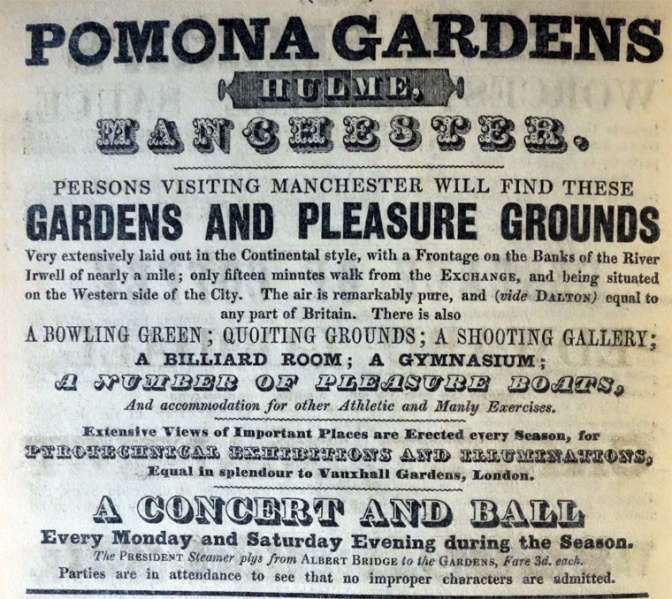 POMONA GARDENS
HULME,
MANCHESTER.
PERSONS VISITING MANCHESTER WILL FIND THESE
GARDENS AND PLEASURE GROUNDS
Very extensively laid out in the Continental style, with a Frontage on the Banks of the River
Irwell of nearly a mile; only fifteen minutes walk from the EXCHANGE, and being situated
on the Western side of the City. The air is remarkably pure, and (vide DALTON) equal to
any part of Britain. There is also
A BOWLING GREEN; QUOITING GROUNDS; A SHOOTING GALLERY;
A BILLIARD ROOM; A GYMNASIUM;
A NUMBER OF PLEASURE BOATS,
And accommodation for other Athletic and Manly Exercises.
Extensive Views of Important Places are Erected every Season, for
PYROTECHNICAL EXHIBITIONS AND ILLUMINATIONS,
Equal in splendour to Vauxhall Gardens, London.
A CONCERT AND BALL
Every Monday and Saturday Evening during the Season.
The PRESIDENT Steamer plys from ALBERT BRIDGE to the GARDENS, Fare 3d. each.
Parties are in attendance to see that no improper characters are admitted.